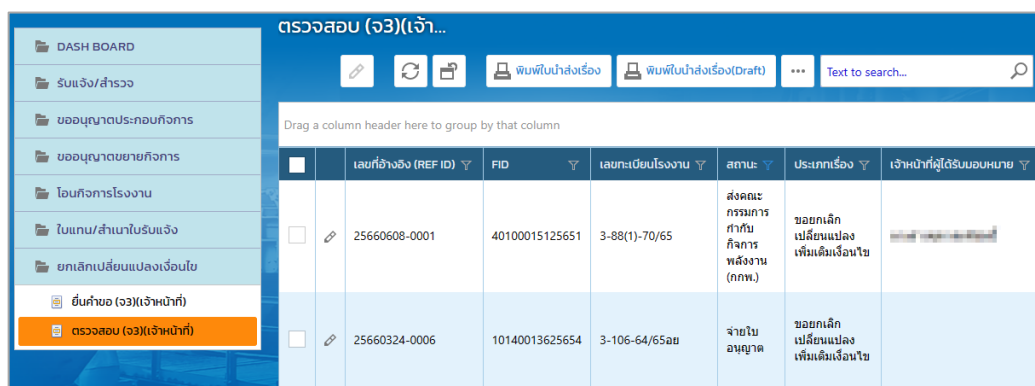 ตรวจสอบ (จ3)(เจ้า...
DASH BOARD
รับแจ้ง/สำรวจ
ขออนุญาตประกอบกิจการ
ขออนุญาตขยายกิจการ
โอนกิจการโรงงาน
ใบแทน/สำเนาใบรับแจ้ง
ยกเลิกเปลี่ยนแปลงเงื่อนไข
ยื่นคำขอ (จ3)(เจ้าหน้าที่)
ตรวจสอบ (จ3)(เจ้าหน้าที่)
พิมพ์ใบนำส่งเรื่อง พิมพ์ใบนำส่งเรื่อง(Draft) ... Text to search...
Drag a column header here to group by that column
เลขที่อ้างอิง (REF ID) FID เลขทะเบียนโรงงาน สถานะ ประเภทเรื่อง เจ้าหน้าที่ผู้ได้รับมอบหมาย
25660608-0001 40100015125651 3-88(1)-70/65
ส่งคณะ
กรรมการ
กำกับ
กิจการ
พลังงาน
(กกพ.)
ขอยกเลิก
เปลี่ยนแปลง
เพิ่มเติมเงื่อนไข
25660324-0006 10140013625654 3-106-64/65อย
จ่ายใบ
อนุญาต
ขอยกเลิก
เปลี่ยนแปลง
เพิ่มเติมเงื่อนไข